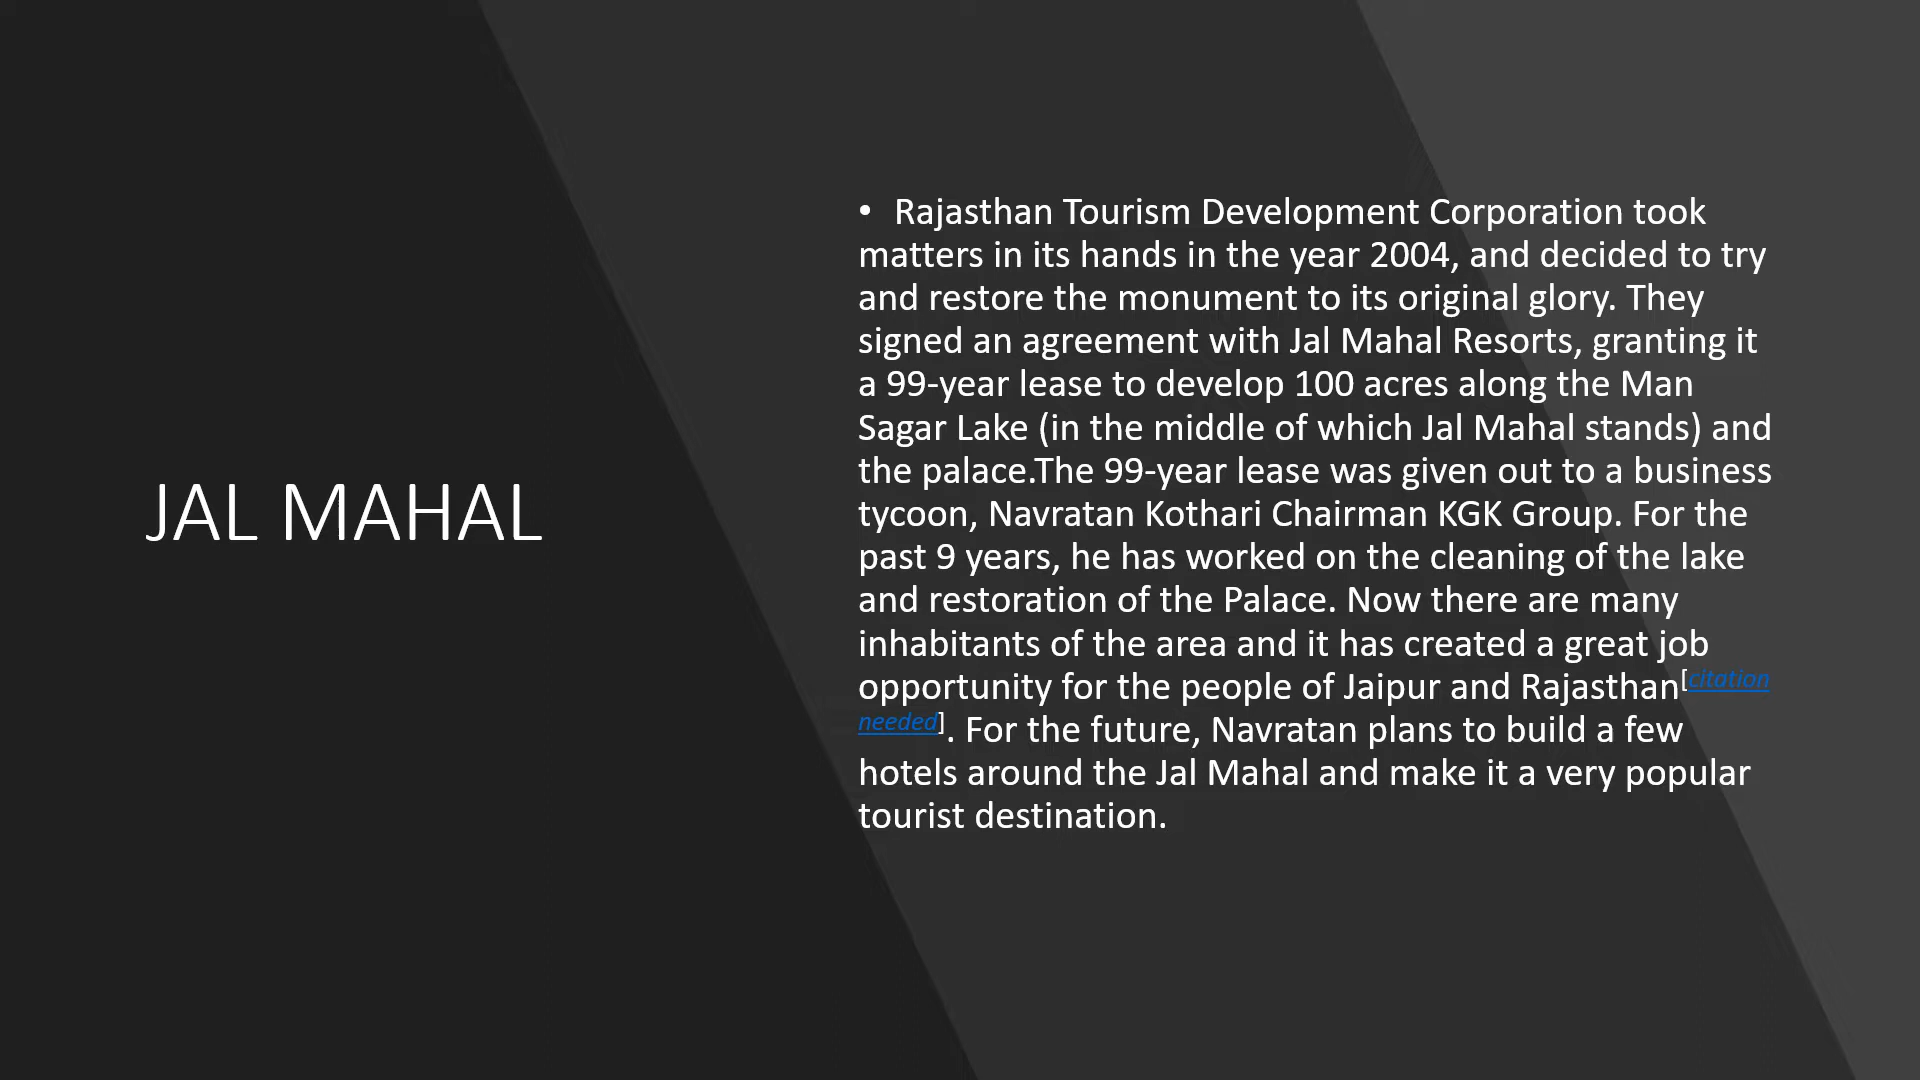 JAL MAHAL
• Rajasthan Tourism Development Corporation took
matters in its hands in the year 2004, and decided to try
and restore the monument to its original glory. They
signed an agreement with Jal Mahal Resorts, granting it
a 99-year lease to develop 100 acres along the Man
Sagar Lake (in the middle of which Jal Mahal stands) and
the palace.The 99-year lease was given out to a business
tycoon, Navratan Kothari Chairman KGK Group. For the
past 9 years, he has worked on the cleaning of the lake
and restoration of the Palace. Now there are many
inhabitants of the area and it has created a great job
opportunity for the people of Jaipur and Rajasthan[citation
needed]. For the future, Navratan plans to build a few
hotels around the Jal Mahal and make it a very popular
tourist destination.